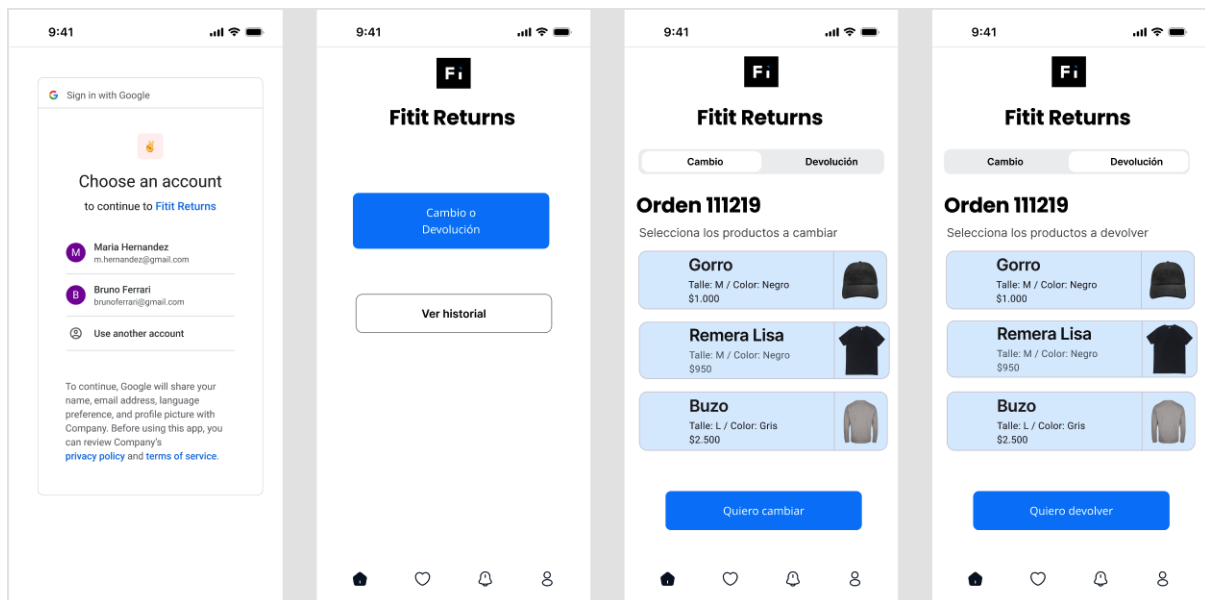 9:41
Sign in with Google
Choose an account
to continue to Fitit Returns
M
Maria Hernandez
m.hernandez@gmail.com
B
Bruno Ferrari
brunoferrari@gmail.com
Use another account
To continue, Google will share your
name, email address, language
preference, and profile picture with
Company. Before using this app, you
can review Company's
privacy policy and terms of service.
9:41
Fi
Fitit Returns
Cambio o
Devolución
Ver historial
9:41
Fi
Fitit Returns
Cambio
Devolución
Orden 111219
Selecciona los productos a cambiar
Gorro
Talle: M / Color: Negro
$1.000
Remera Lisa
Talle: M / Color: Negro
$950
Buzo
Talle: L / Color: Gris
$2.500
Quiero cambiar
9:41
Fi
Fitit Returns
Cambio
Devolución
Orden 111219
Selecciona los productos a devolver
Gorro
Talle: M / Color: Negro
$1.000
Remera Lisa
Talle: M / Color: Negro
$950
Buzo
Talle: L / Color: Gris
$2.500
Quiero devolver